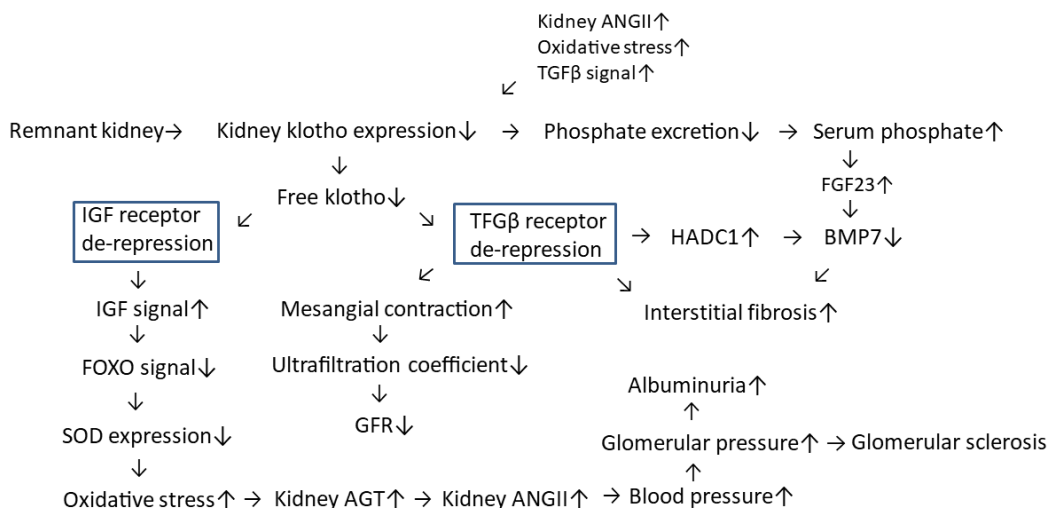 Kidney ANGII↑
Oxidative stress↑
TGFβ signal↑
Remnant kidney→ Kidney klotho expression↓ → Phosphate excretion↓ → Serum phosphate↑
Free klotho↓
FGF23↑
IGF receptor
de-repression
TFGβ receptor
de-repression
→ HADC1↑ → BMP7↓
IGF signal↑
Mesangial contraction↑
Interstitial fibrosis↑
FOXO signal↓
Ultrafiltration coefficient↓
Albuminuria↑
SOD expression↓
GFR↓
Glomerular pressure↑ → Glomerular sclerosis
Oxidative stress↑ → Kidney AGT↑ → Kidney ANGII↑ → Blood pressure↑